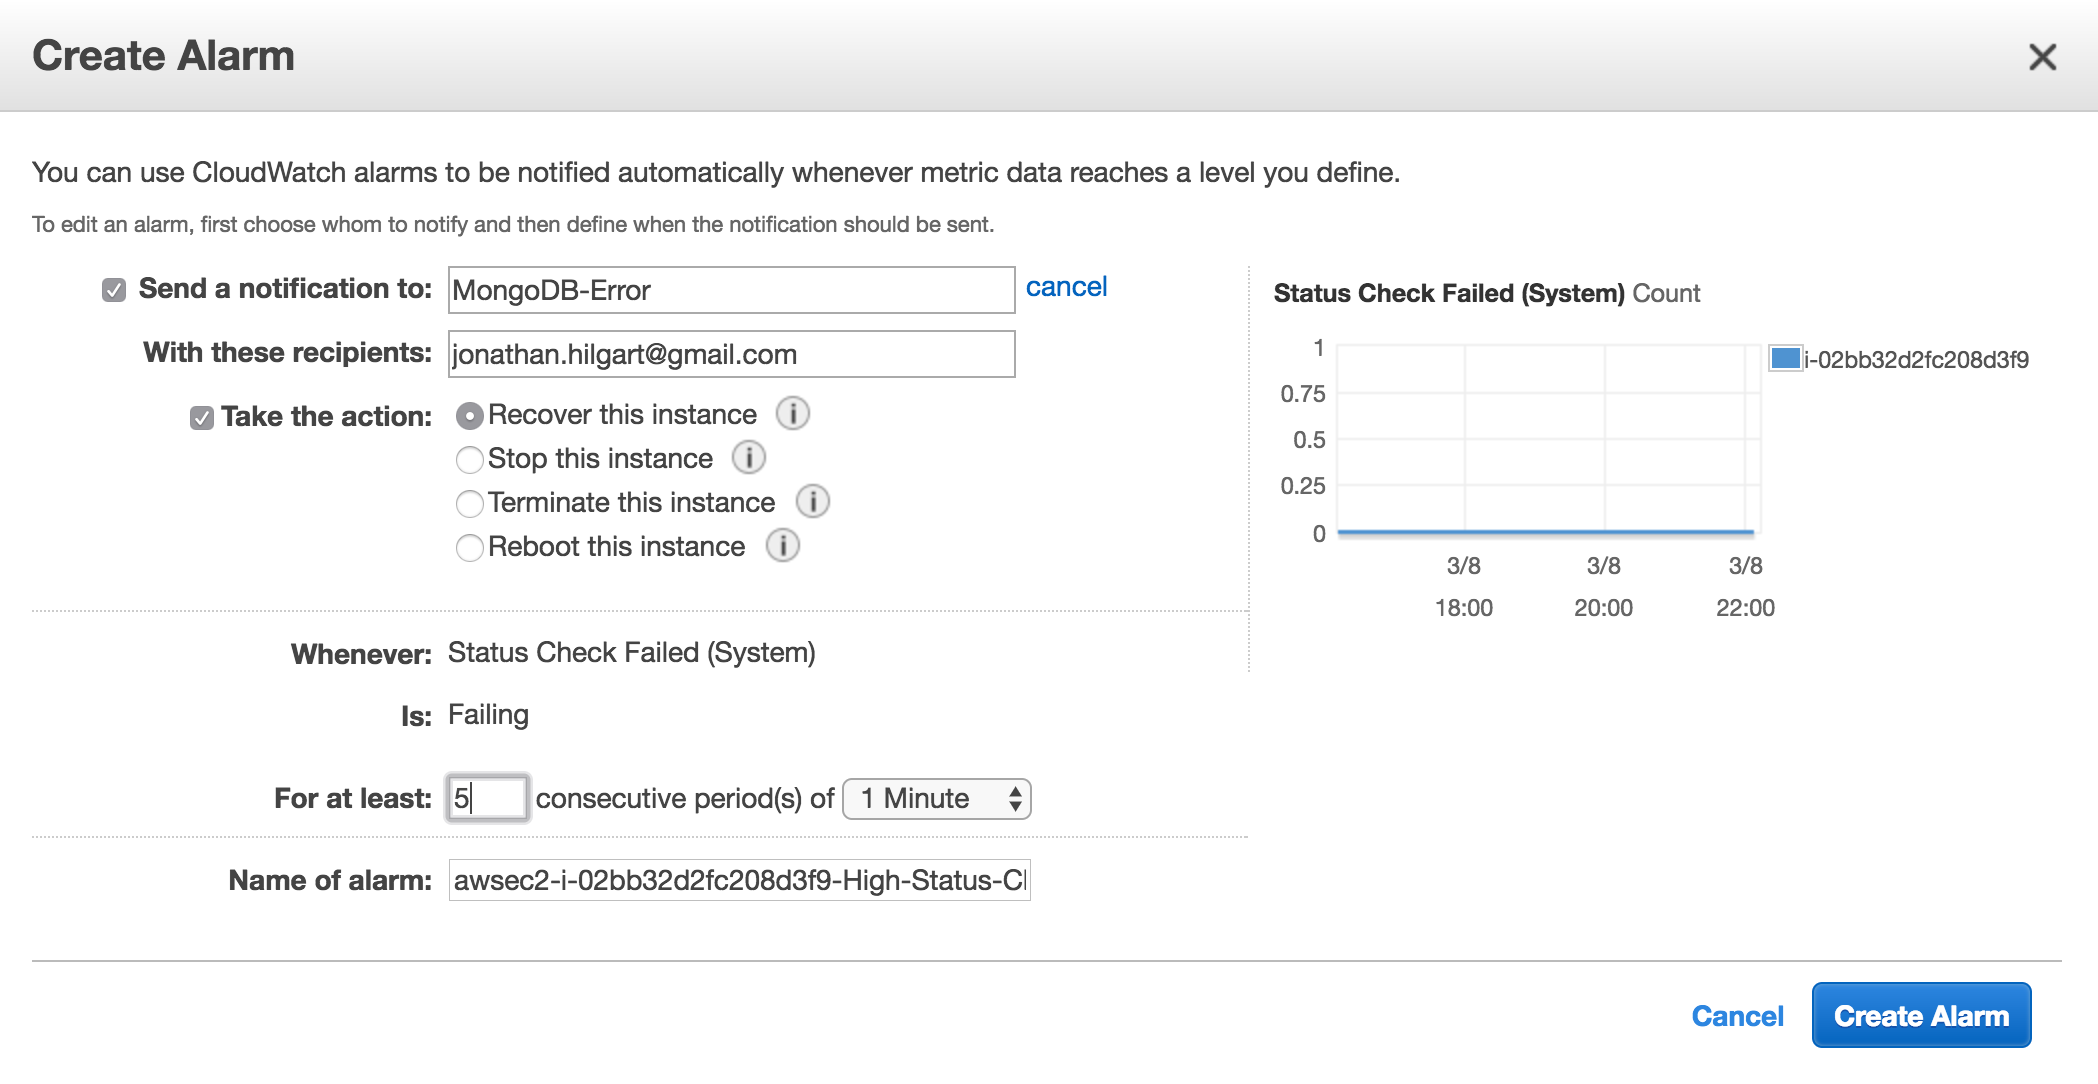 Create Alarm
You can use CloudWatch alarms to be notified automatically whenever metric data reaches a level you define.
To edit an alarm, first choose whom to notify and then define when the notification should be sent.
Send a notification to: MongoDB-Error cancel
With these recipients: jonathan.hilgart@gmail.com
Take the action: Recover this instance i
Stop this instance i
Terminate this instance i
Reboot this instance i
Whenever: Status Check Failed (System)
Is: Failing
For at least: 5 consecutive period(s) of 1 Minute
Name of alarm: awsec2-i-02bb32d2fc208d3f9-High-Status-C
Status Check Failed (System) Count
1
0.75
0.5
0.25
0
3/8 3/8 3/8
18:00 20:00 22:00
i-02bb32d2fc208d3f9
Cancel Create Alarm